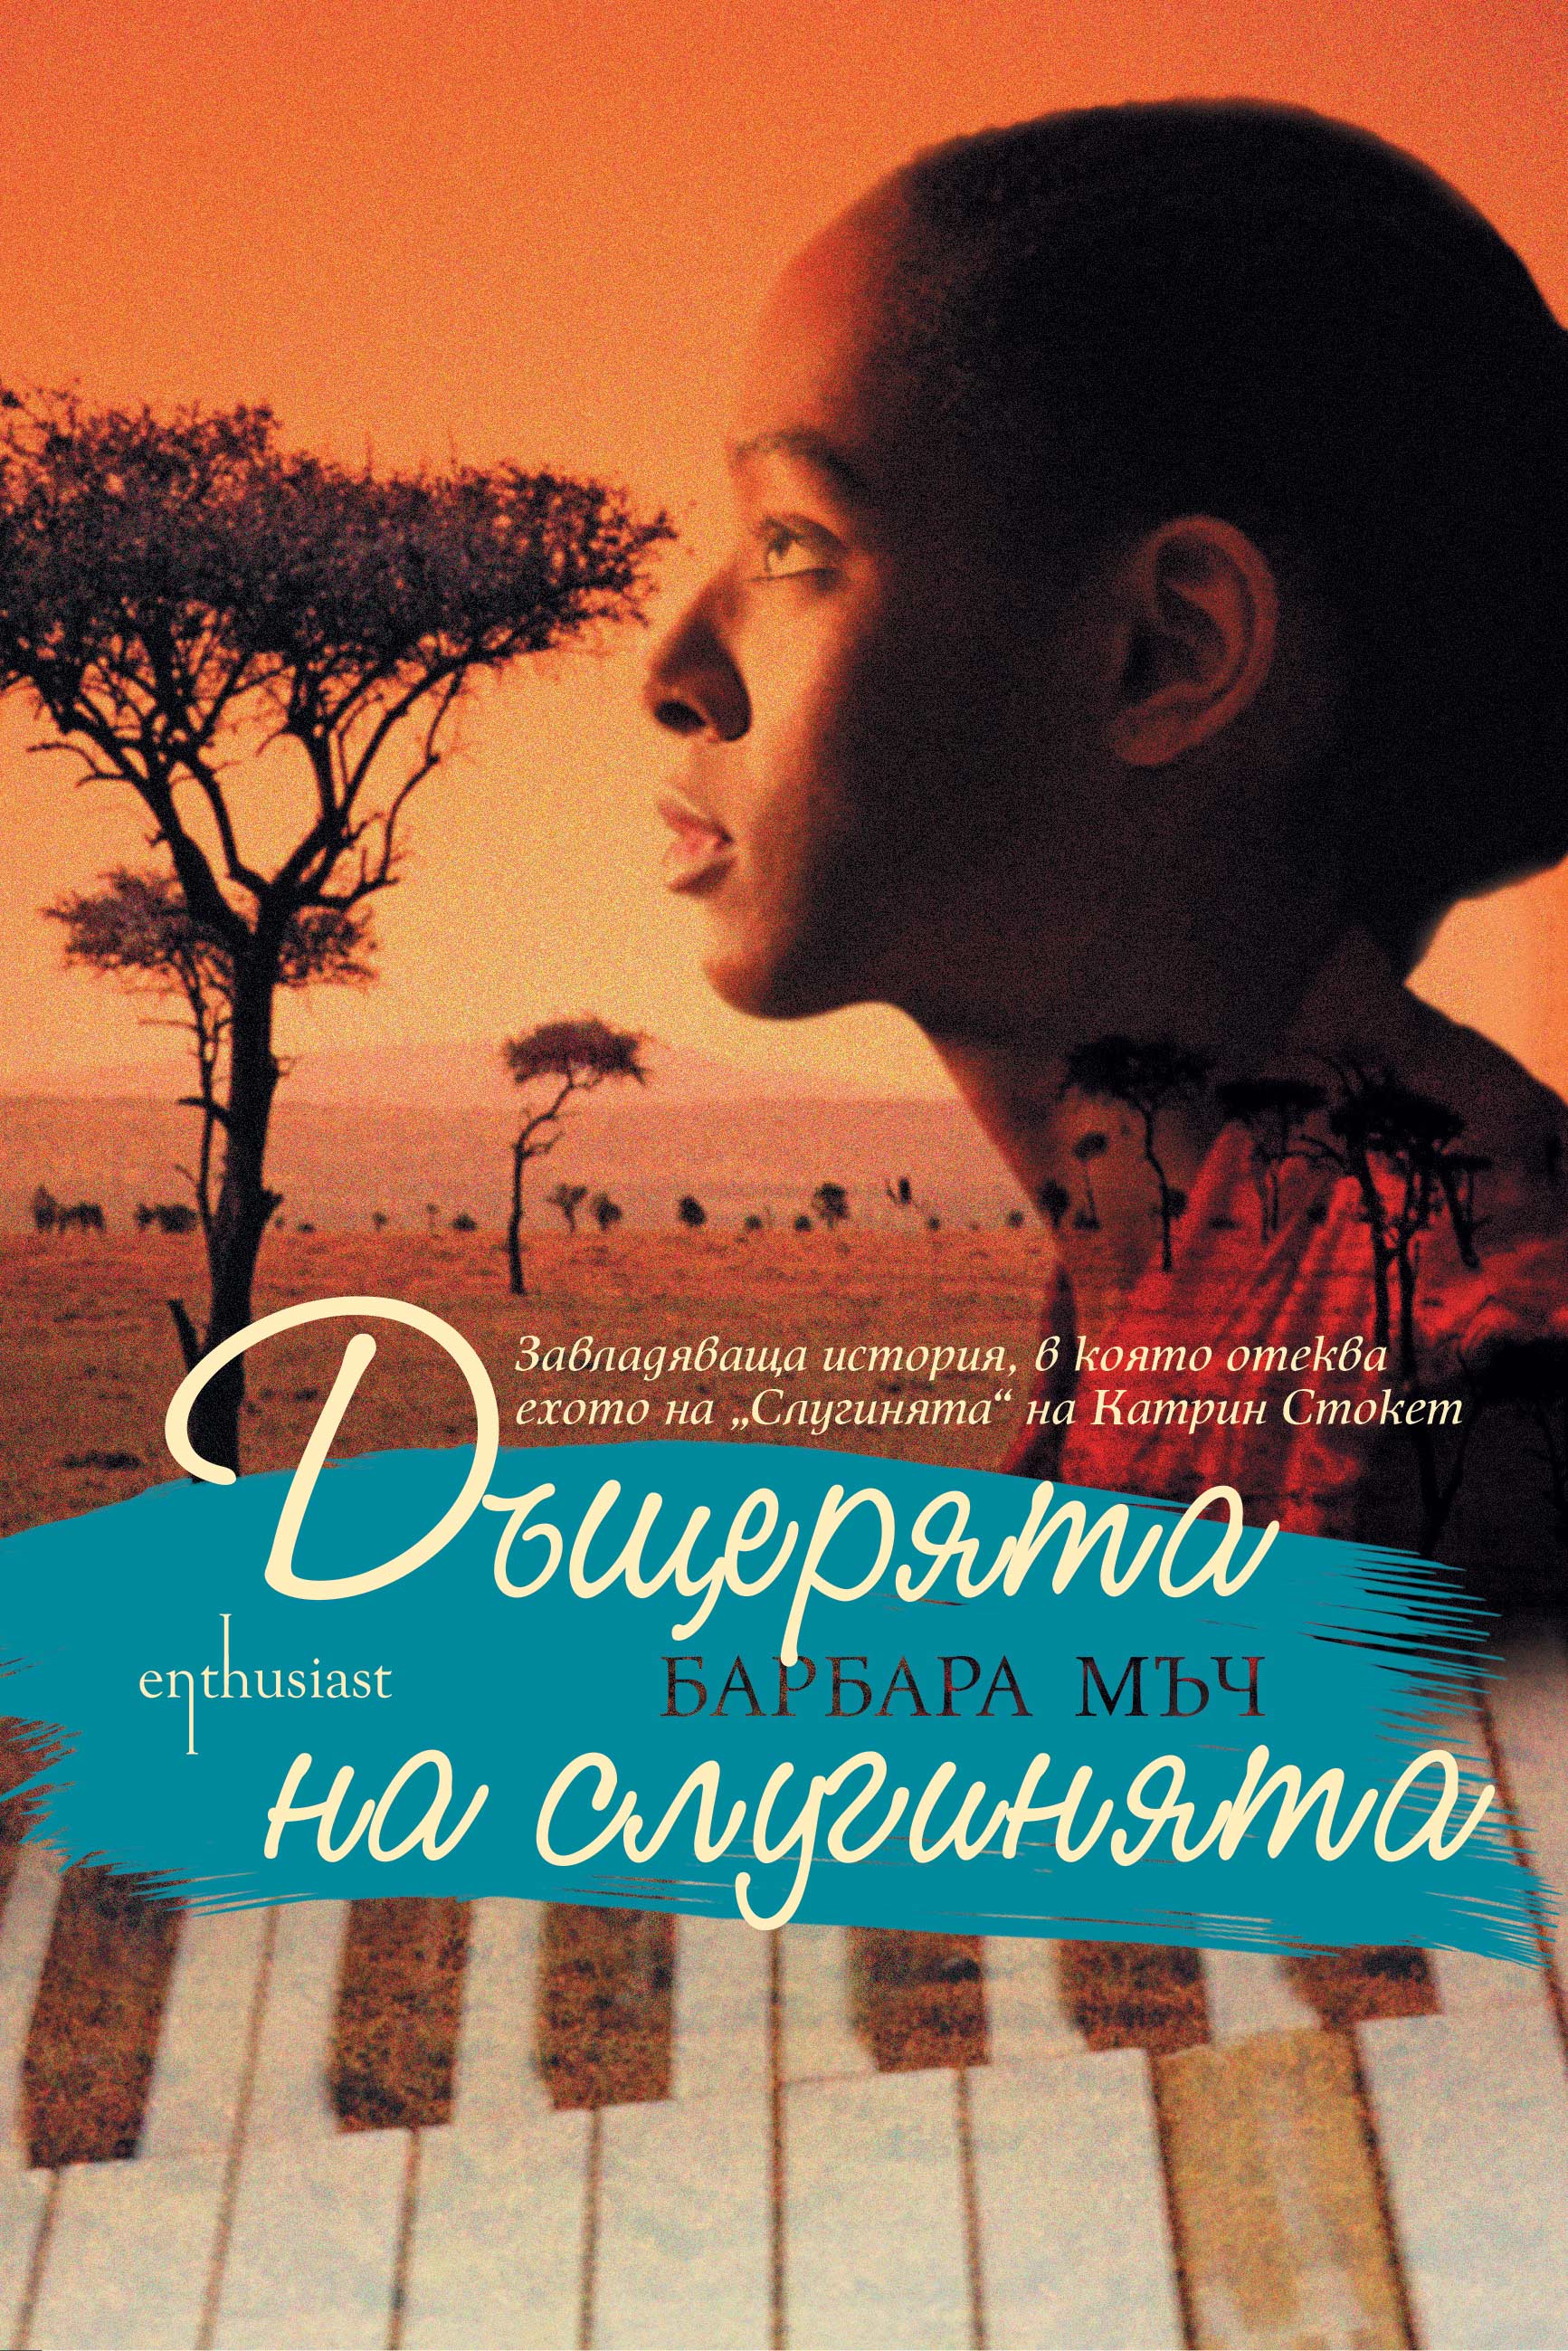 Завладяваща история, в която отеква
ехото на „Слугинята“ на Катрин Стокет
Дъщерята
enthusiast
БАРБАРА МЪЧ
на слугинята